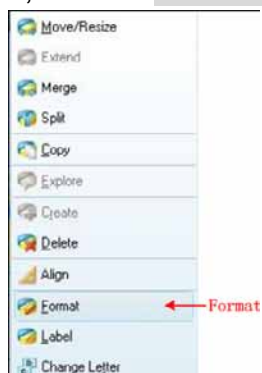 Move/Resize
Extend
Merge
Split
Copy
Explore
Create
Delete
Align
Format Format
Label
Change Letter